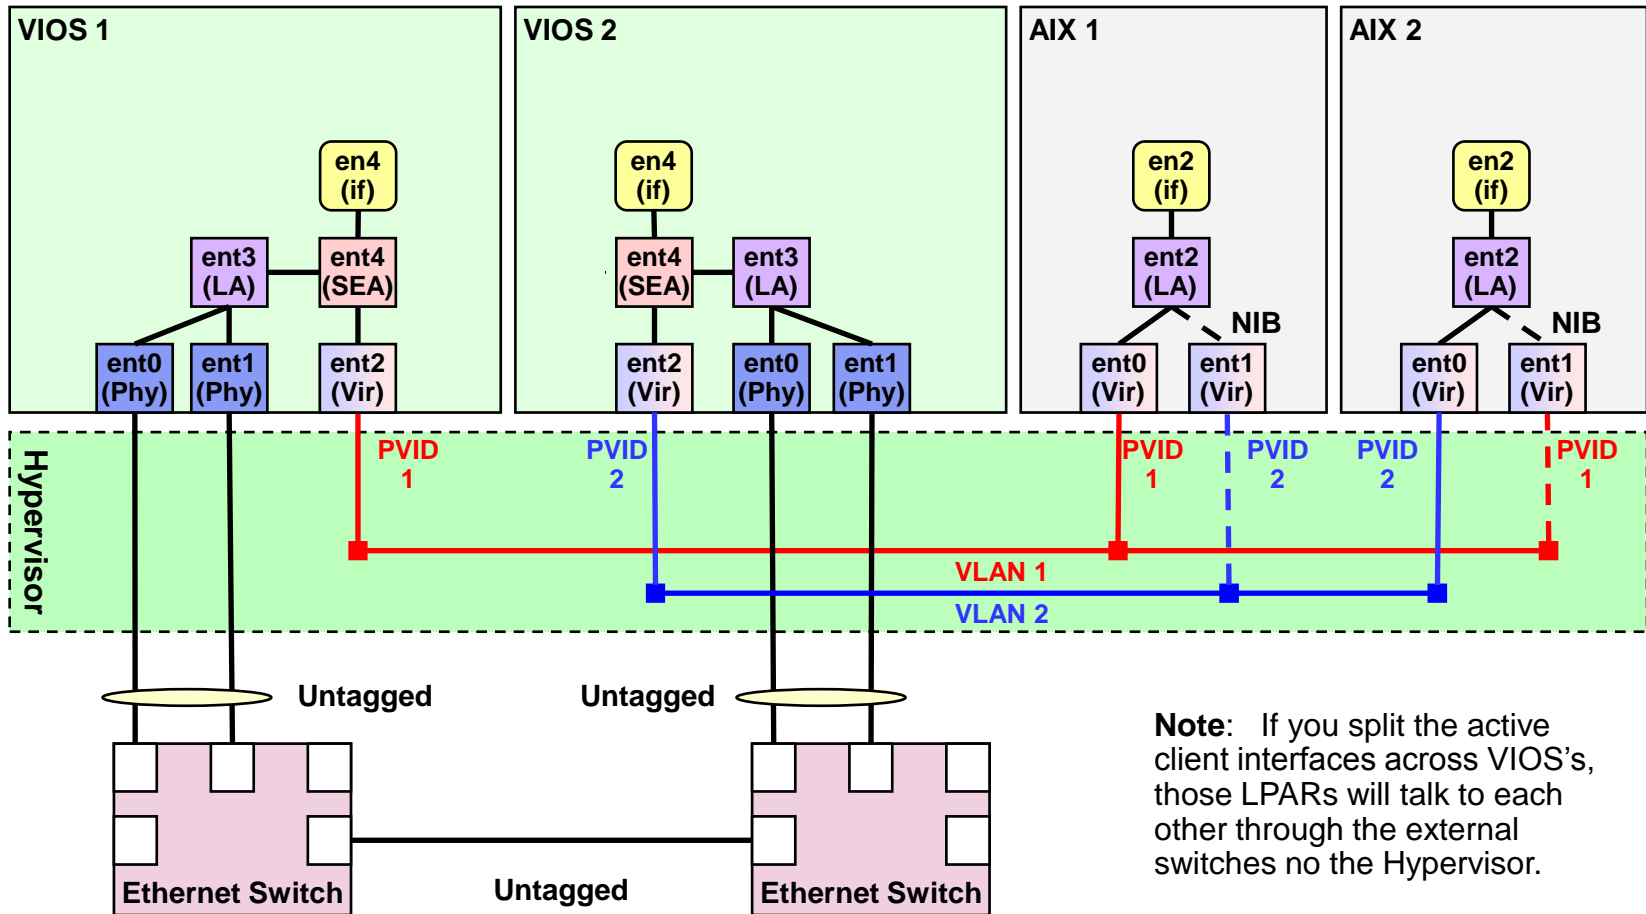 VIOS 1
VIOS 2
AIX 1
AIX 2
en4
(if)
en4
(if)
en2
(if)
en2
(if)
ent3
(LA)
ent4
(SEA)
ent4
(SEA)
ent3
(LA)
ent2
(LA)
ent2
(LA)
NIB
NIB
ent0
(Phy)
ent1
(Phy)
ent2
(Vir)
ent2
(Vir)
ent0
(Phy)
ent1
(Phy)
ent0
(Vir)
ent1
(Vir)
ent0
(Vir)
ent1
(Vir)
Hypervisor
PVID
1
PVID
2
PVID
1
PVID
2
PVID
2
PVID
1
VLAN 1
VLAN 2
Untagged
Untagged
Ethernet Switch
Untagged
Ethernet Switch
Note: If you split the active
client interfaces across VIOS’s,
those LPARs will talk to each
other through the external
switches no the Hypervisor.